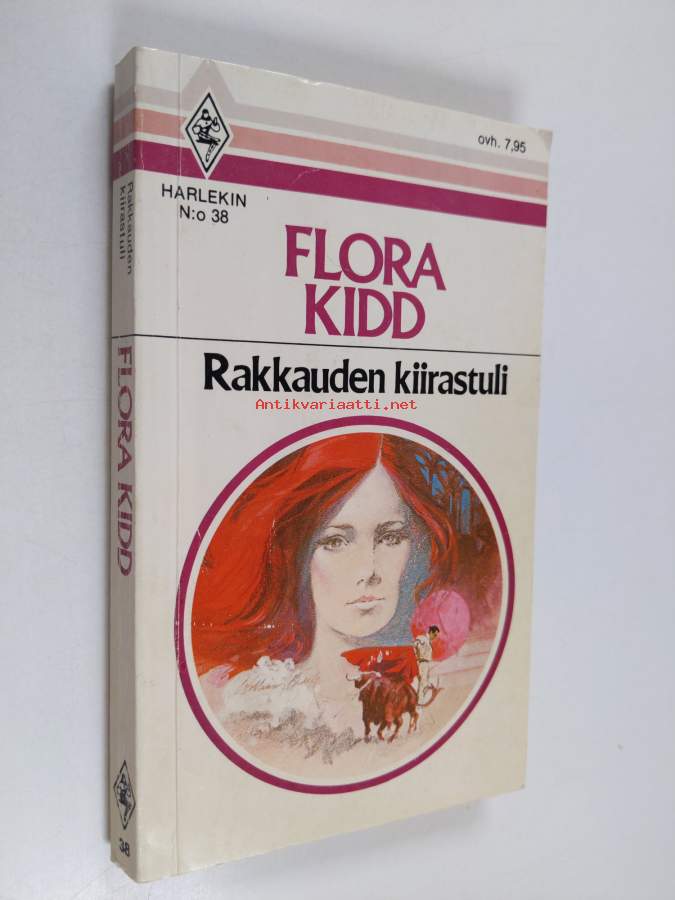 ovh. 7,95
HARLEKIN
N:o 38
FLORA
KIDD
Rakkauden kiirastuli
Antikvariaatti.net
Rakkauden
kiirastuli
FLORA KIDD
38